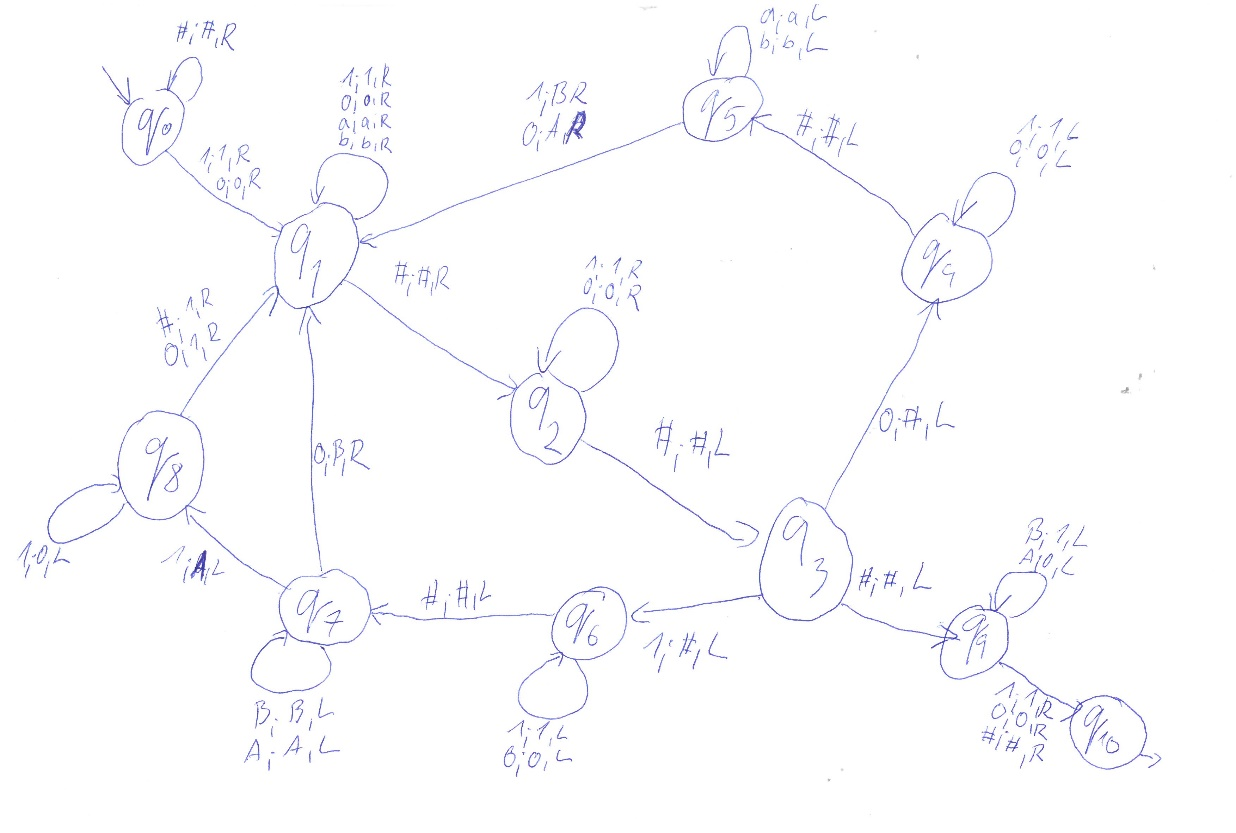 #;#,R
q0
1;1,R
0;0,R
1;1,R
0;0,R
a;a,R
b;b,R
q1
1;B,R
0;A,R
a;a,L
b;b,L
q5
#;#,L
1;1,L
0;0,L
q4
#;#,R
1;1,R
0;0,R
q2
#;#,L
0;#,L
q3
#;1,R
0;1,R
q8
1;0,L
0;B,R
1;A,L
q7
B;B,L
A;A,L
#;#,L
q6
1;1,L
0;0,L
1;#,L
#;#,L
B;1,L
A;0,L
q9
1;1,R
0;0,R
#;#,R
q10